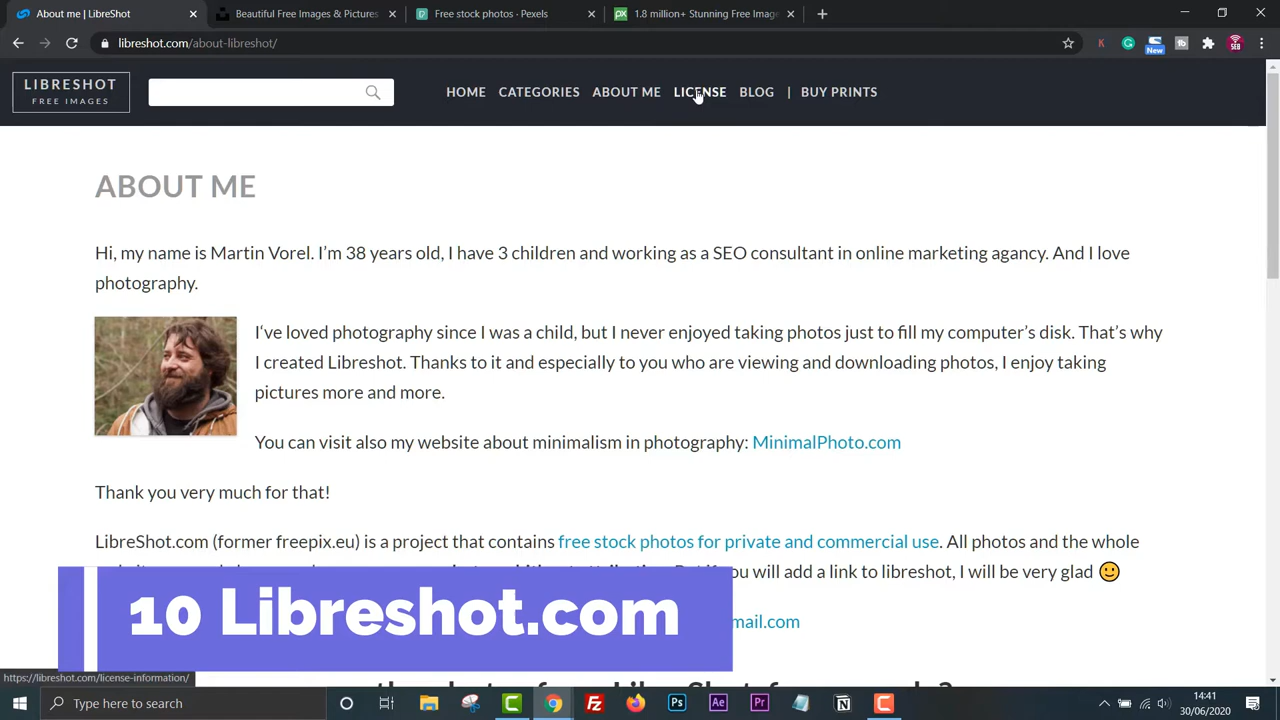 About me | LibreShot
Beautiful Free Images & Pictures
Free stock photos · Pexels
1.8 million+ Stunning Free Image
libreshot.com/about-libreshot/
New
SEB
LIBRESHOT
FREE IMAGES
HOME CATEGORIES ABOUT ME LICENSE BLOG | BUY PRINTS
ABOUT ME
Hi, my name is Martin Vorel. I'm 38 years old, I have 3 children and working as a SEO consultant in online marketing agancy. And I love
photography.
I've loved photography since I was a child, but I never enjoyed taking photos just to fill my computer's disk. That's why
I created Libreshot. Thanks to it and especially to you who are viewing and downloading photos, I enjoy taking
pictures more and more.
You can visit also my website about minimalism in photography: MinimalPhoto.com
Thank you very much for that!
LibreShot.com (former freepix.eu) is a project that contains free stock photos for private and commercial use. All photos and the whole
you will add a link to libreshot, I will be very glad
10 Libreshot.com
mail.com
https://libreshot.com/license-information/
Type here to search
Ps Ae Pr
14:41
30/06/2020